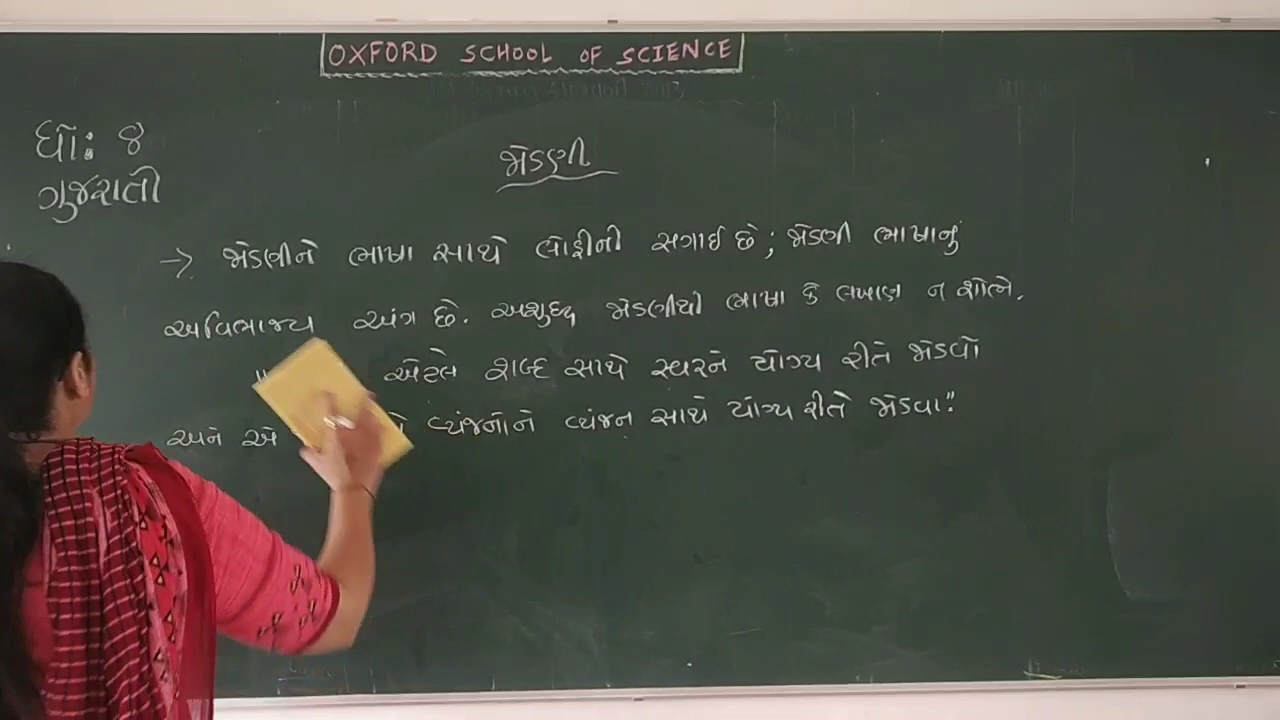 OXFORD SCHOOL OF SCIENCE
ધો: ૪
ગુજરાતી
જોડણી
→ જોડણીને ભાષા સાથે લોહીની સગાઈ છે; જોડણી ભાષાનું
અવિભાજ્ય અંગ છે. અશુદ્ધ જોડણીથી ભાષા કે લખાણ ન શોભે.
" એટલે શબ્દ સાથે સ્વરને યોગ્ય રીતે જોડવો
અને એ વ્યંજનોને વ્યંજન સાથે યોગ્ય રીતે જોડવા."